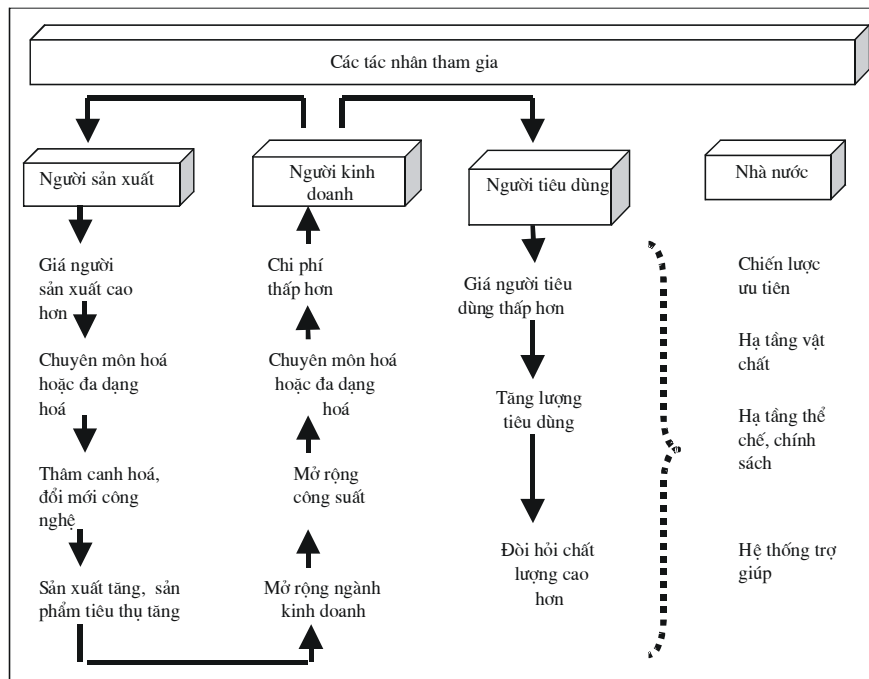 Các tác nhân tham gia
Người sản xuất
Giá người
sản xuất cao
hơn
Chuyên môn hoá
hoặc đa dạng
hoá
Thâm canh hoá,
đổi mới công
nghệ
Sản xuất tăng, sản
phẩm tiêu thụ tăng
Người kinh
doanh
Chi phí
thấp hơn
Chuyên môn hoá
hoặc đa dạng
hoá
Mở rộng
công suất
Mở rộng ngành
kinh doanh
Người tiêu dùng
Giá người tiêu
dùng thấp hơn
Tăng lượng
tiêu dùng
Đòi hỏi chất
lượng cao
hơn
Nhà nước
Chiến lược
ưu tiên
Hạ tầng vật
chất
Hạ tầng thể
chế, chính
sách
Hệ thống trợ
giúp